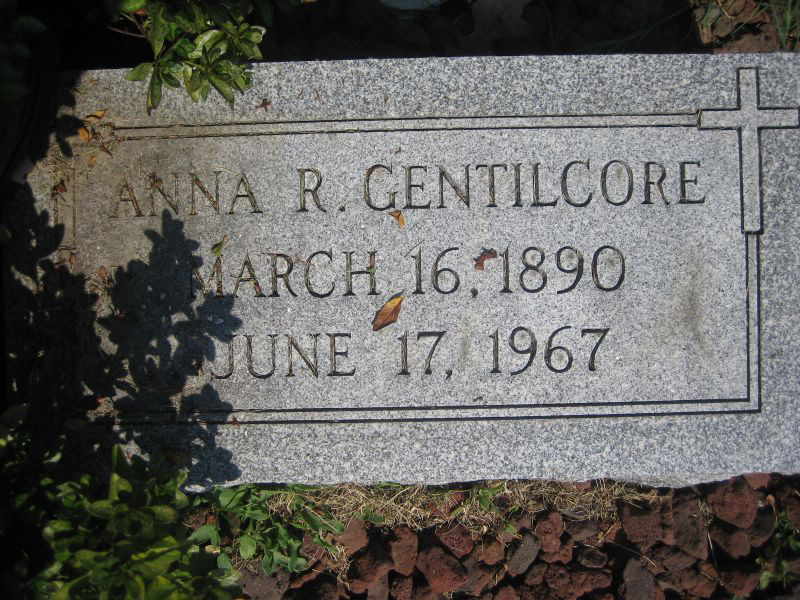 ANNA R. GENTILCORE
MARCH 16, 1890
JUNE 17, 1967